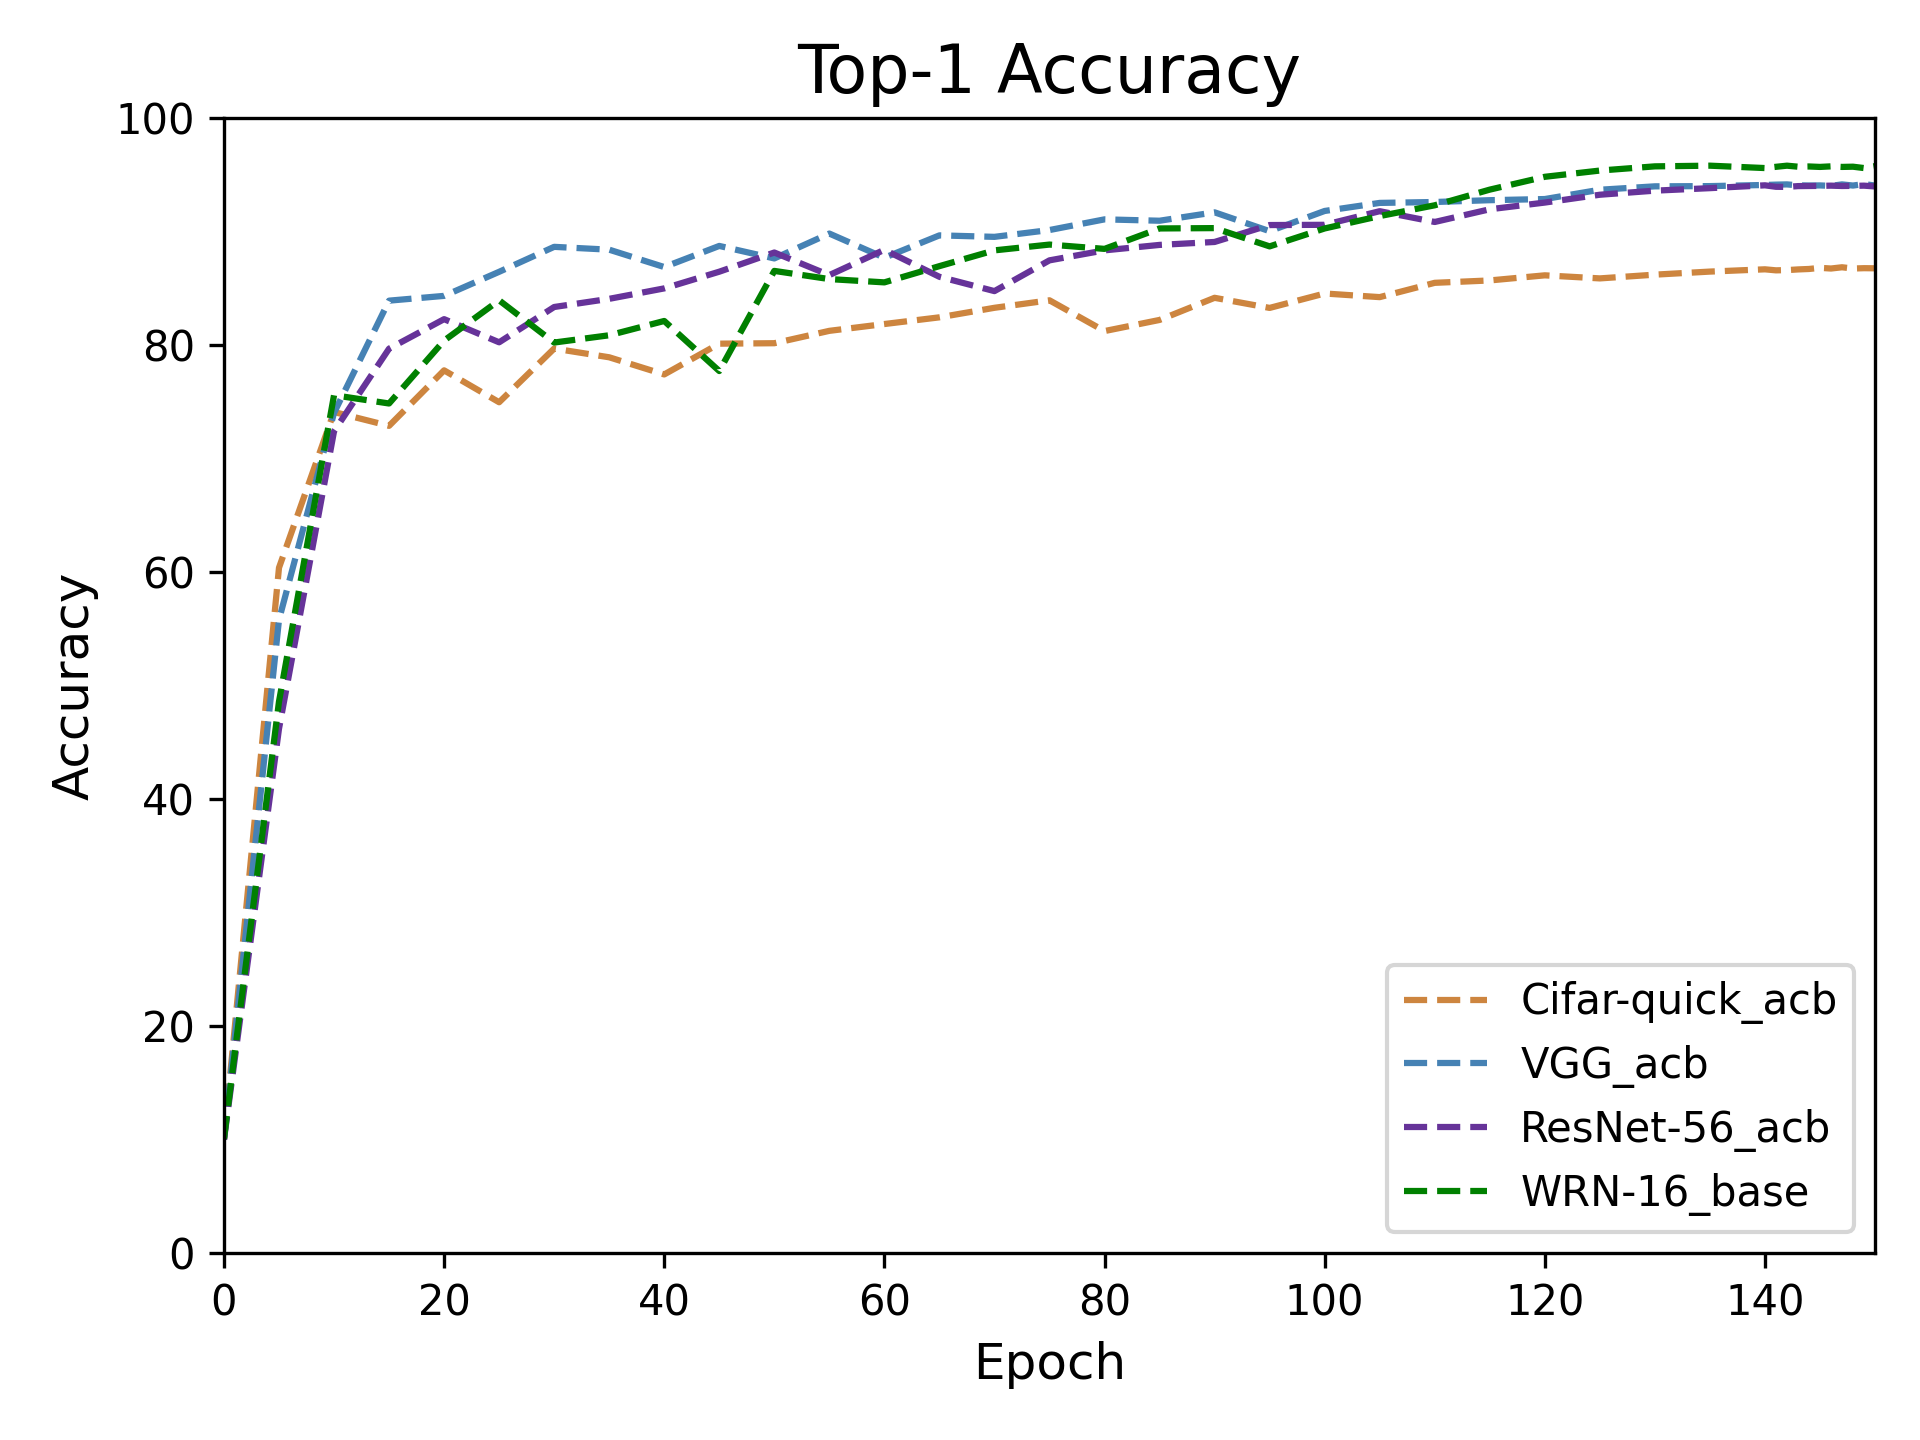 Top-1 Accuracy
100
80
60
40
20
0
Accuracy
0 20 40 60 80 100 120 140
Epoch
Cifar-quick_acb
VGG_acb
ResNet-56_acb
WRN-16_base